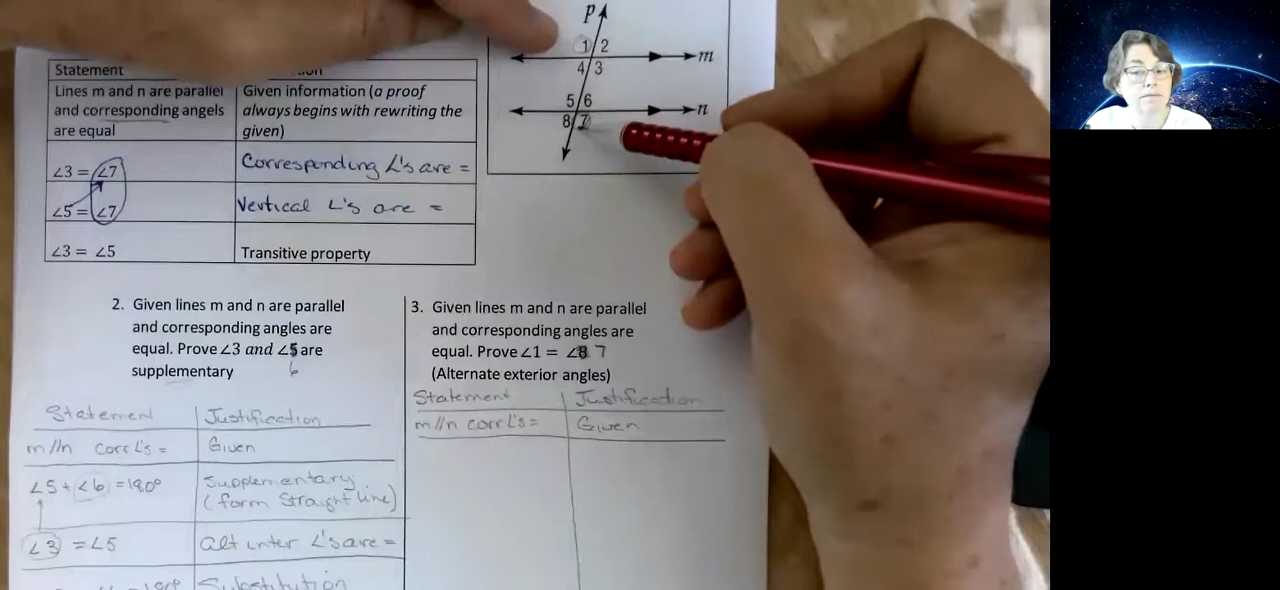 P
1 2
m
4 3
5 6
n
8 7
Statement
Lines m and n are parallel Given information (a proof
and corresponding angels always begins with rewriting the
are equal given)
∠3 = ∠7 Corresponding ∠'s are =
∠5 = ∠7 Vertical ∠'s are =
∠3 = ∠5 Transitive property
2. Given lines m and n are parallel
and corresponding angles are
equal. Prove ∠3 and ∠5 are
supplementary 6
Statement Justification
m//n corr ∠'s = Given
∠5 + ∠6 = 180° Supplementary
(form straight line)
∠3 = ∠5 alt inter ∠'s are =
Substitution
3. Given lines m and n are parallel
and corresponding angles are
equal. Prove ∠1 = ∠8 7
(Alternate exterior angles)
Statement Justification
m//n corr ∠'s = Given